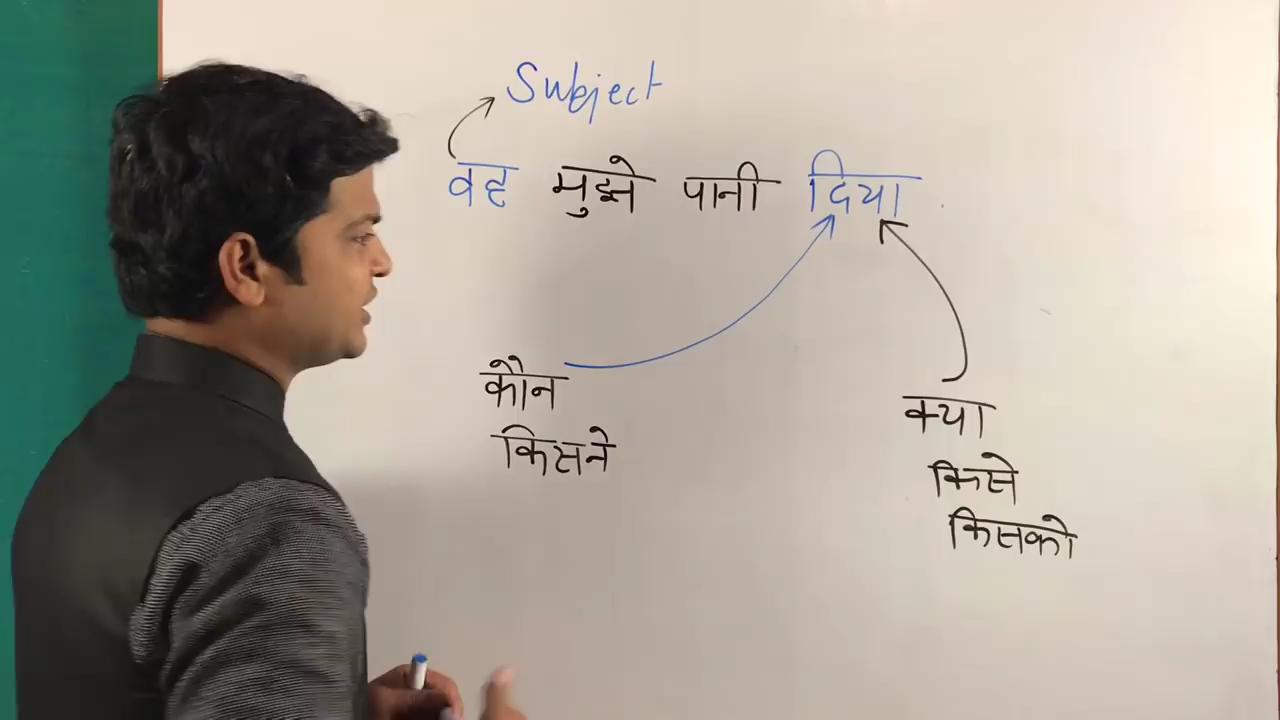 Subject
वह मुझे पानी दिया
कौन
किसने
क्या
किसे
किसको